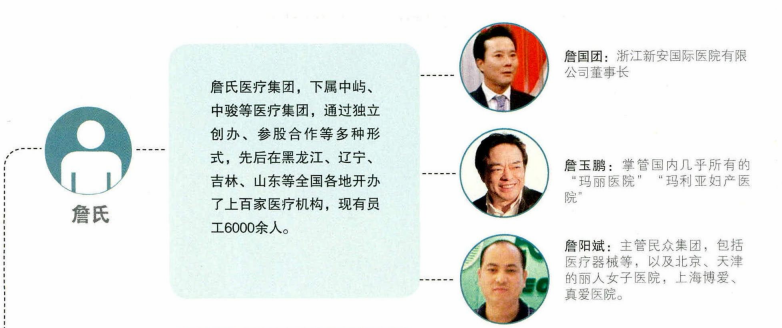 詹氏
詹氏医疗集团，下属中屿、
中骏等医疗集团，通过独立
创办、参股合作等多种形
式，先后在黑龙江、辽宁、
吉林、山东等全国各地开办
了上百家医疗机构，现有员
工6000余人。
詹国团：浙江新安国际医院有限
公司董事长
詹玉鹏：掌管国内几乎所有的
“玛丽医院”“玛利亚妇产医
院”
詹阳斌：主管民众集团，包括
医疗器械等，以及北京、天津
的丽人女子医院，上海博爱、
真爱医院。